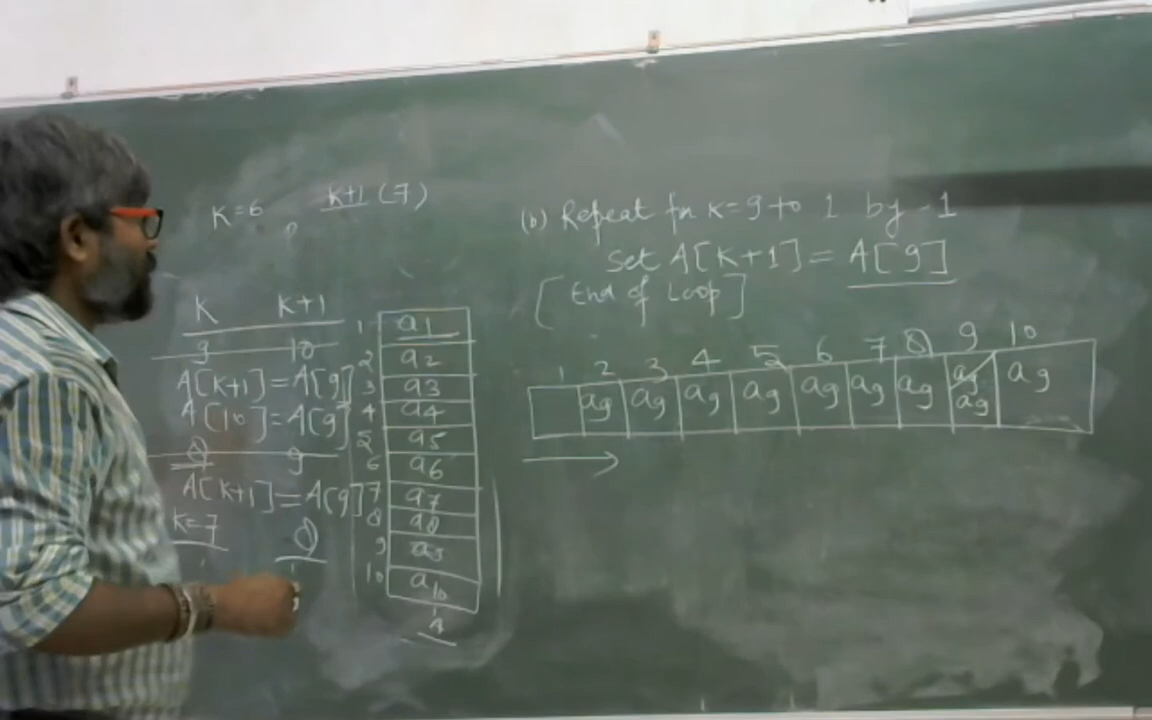 K=6 K+1 (7)
K K+1
9 10
A[K+1]=A[9]
A[10]=A[9]
8 9
A[K+1]=A[9]
K=7 8
1 a1
2 a2
3 a3
4 a4
5 a5
6 a6
7 a7
8 a8
9 a9
10 a10
A
(b) Repeat for K=9 to 1 by -1
Set A[K+1]=A[9]
[End of Loop]
1 2 3 4 5 6 7 8 9 10
a9 a9 a9 a9 a9 a9 a9 a9 a9
a9